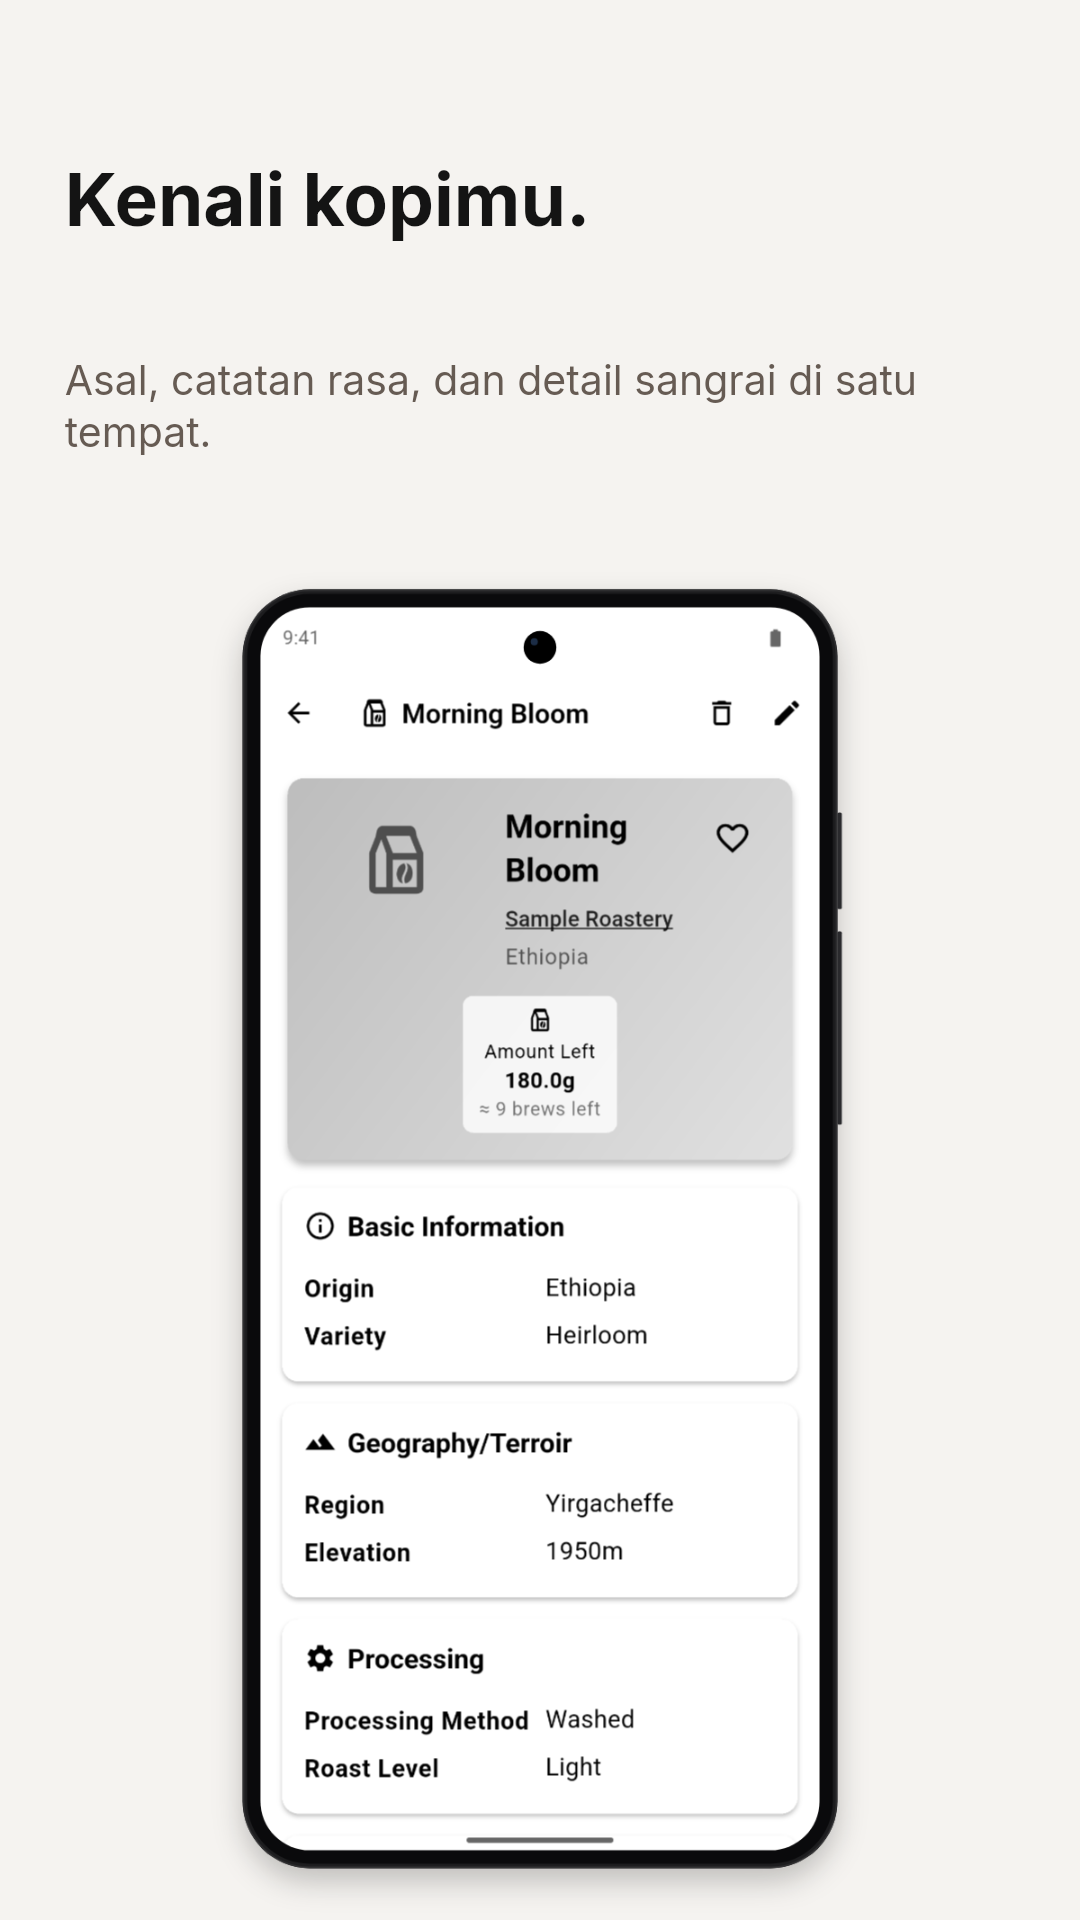 Kenali kopimu.
Asal, catatan rasa, dan detail sangrai di satu
tempat.
9:41
Morning Bloom
Morning
Bloom
Sample Roastery
Ethiopia
Amount Left
180.0g
≈ 9 brews left
Basic Information
Origin Ethiopia
Variety Heirloom
Geography/Terroir
Region Yirgacheffe
Elevation 1950m
Processing
Processing Method Washed
Roast Level Light